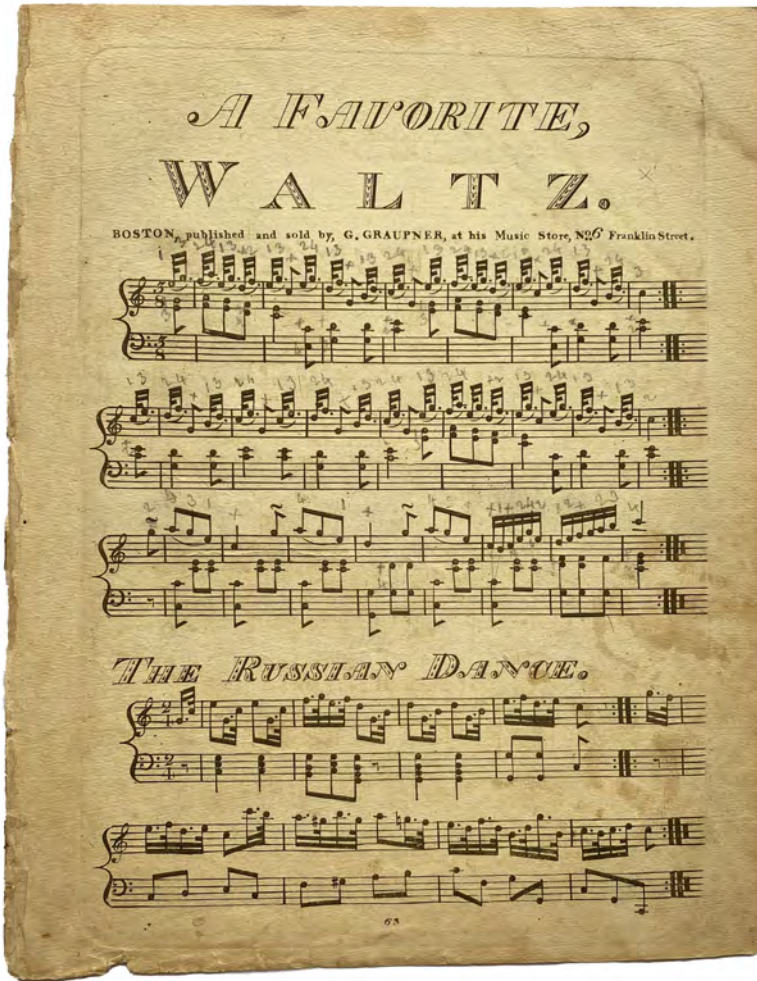 A FAVORITE,
WALTZ.
BOSTON, published and sold by, G. GRAUPNER, at his Music Store, No. 6 Franklin Street.
THE RUSSIAN DANCE.
63